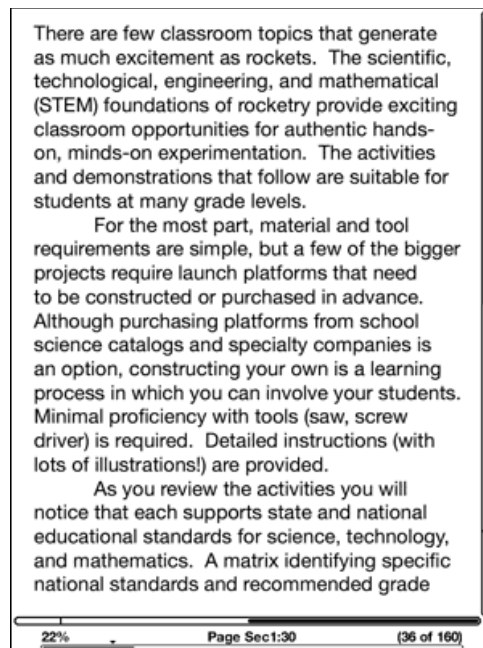 There are few classroom topics that generate
as much excitement as rockets.  The scientific,
technological, engineering, and mathematical
(STEM) foundations of rocketry provide exciting
classroom opportunities for authentic hands-
on, minds-on experimentation.  The activities
and demonstrations that follow are suitable for
students at many grade levels.
For the most part, material and tool
requirements are simple, but a few of the bigger
projects require launch platforms that need
to be constructed or purchased in advance.
Although purchasing platforms from school
science catalogs and specialty companies is
an option, constructing your own is a learning
process in which you can involve your students.
Minimal proficiency with tools (saw, screw
driver) is required.  Detailed instructions (with
lots of illustrations!) are provided.
As you review the activities you will
notice that each supports state and national
educational standards for science, technology,
and mathematics.  A matrix identifying specific
national standards and recommended grade
22% Page Sec1:30 (36 of 160)